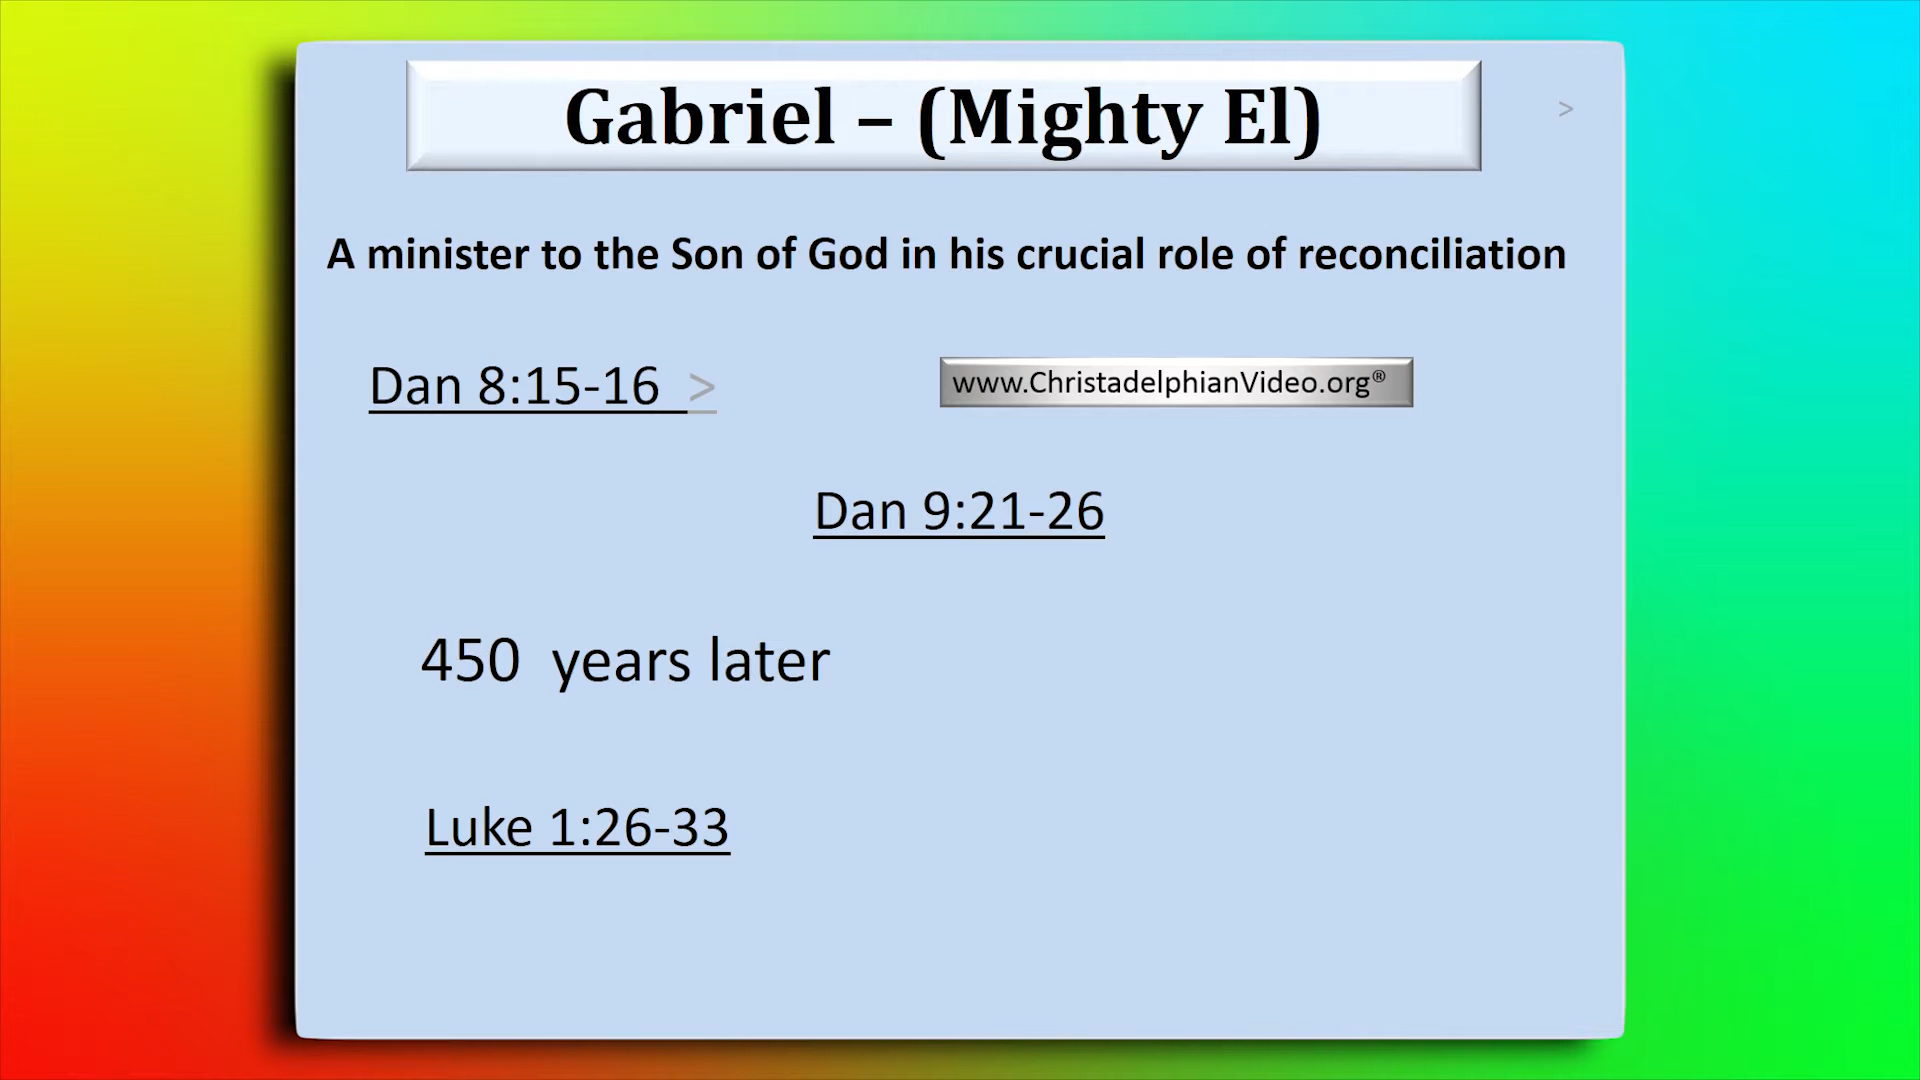 Gabriel – (Mighty El)
>
A minister to the Son of God in his crucial role of reconciliation
Dan 8:15-16 >
www.ChristadelphianVideo.org®
Dan 9:21-26
450 years later
Luke 1:26-33